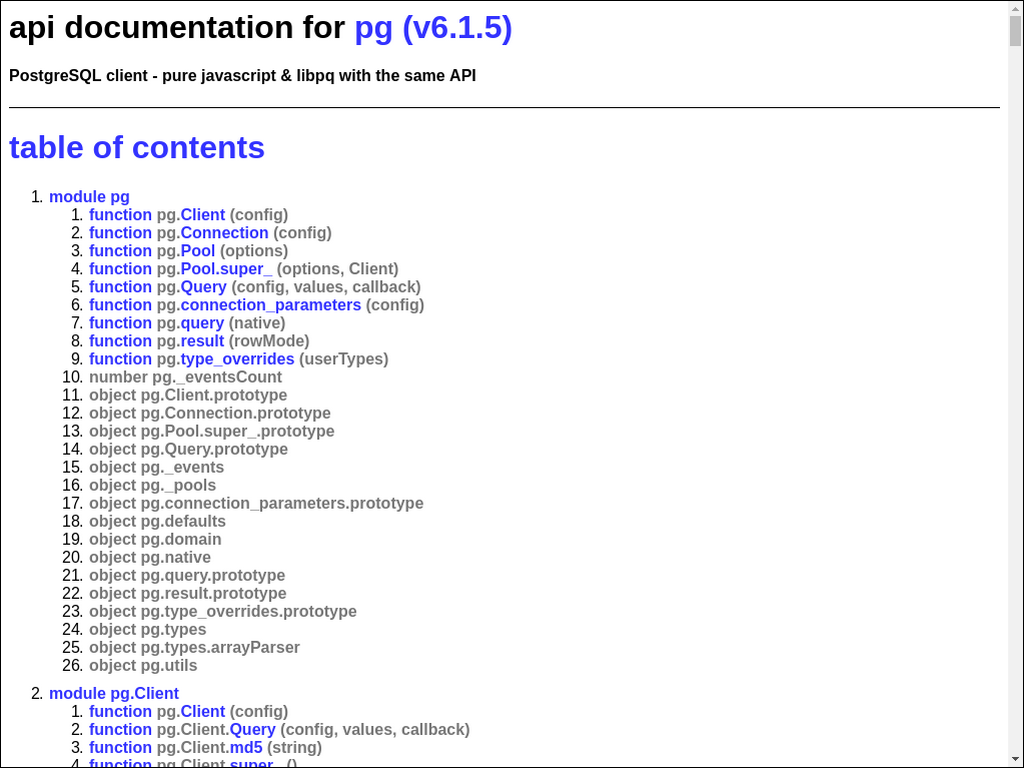 api documentation for pg (v6.1.5)
PostgreSQL client - pure javascript & libpq with the same API
table of contents
1. module pg
1. function pg.Client (config)
2. function pg.Connection (config)
3. function pg.Pool (options)
4. function pg.Pool.super_ (options, Client)
5. function pg.Query (config, values, callback)
6. function pg.connection_parameters (config)
7. function pg.query (native)
8. function pg.result (rowMode)
9. function pg.type_overrides (userTypes)
10. number pg._eventsCount
11. object pg.Client.prototype
12. object pg.Connection.prototype
13. object pg.Pool.super_.prototype
14. object pg.Query.prototype
15. object pg._events
16. object pg._pools
17. object pg.connection_parameters.prototype
18. object pg.defaults
19. object pg.domain
20. object pg.native
21. object pg.query.prototype
22. object pg.result.prototype
23. object pg.type_overrides.prototype
24. object pg.types
25. object pg.types.arrayParser
26. object pg.utils
2. module pg.Client
1. function pg.Client (config)
2. function pg.Client.Query (config, values, callback)
3. function pg.Client.md5 (string)
4. function pg.Client.super_ ()